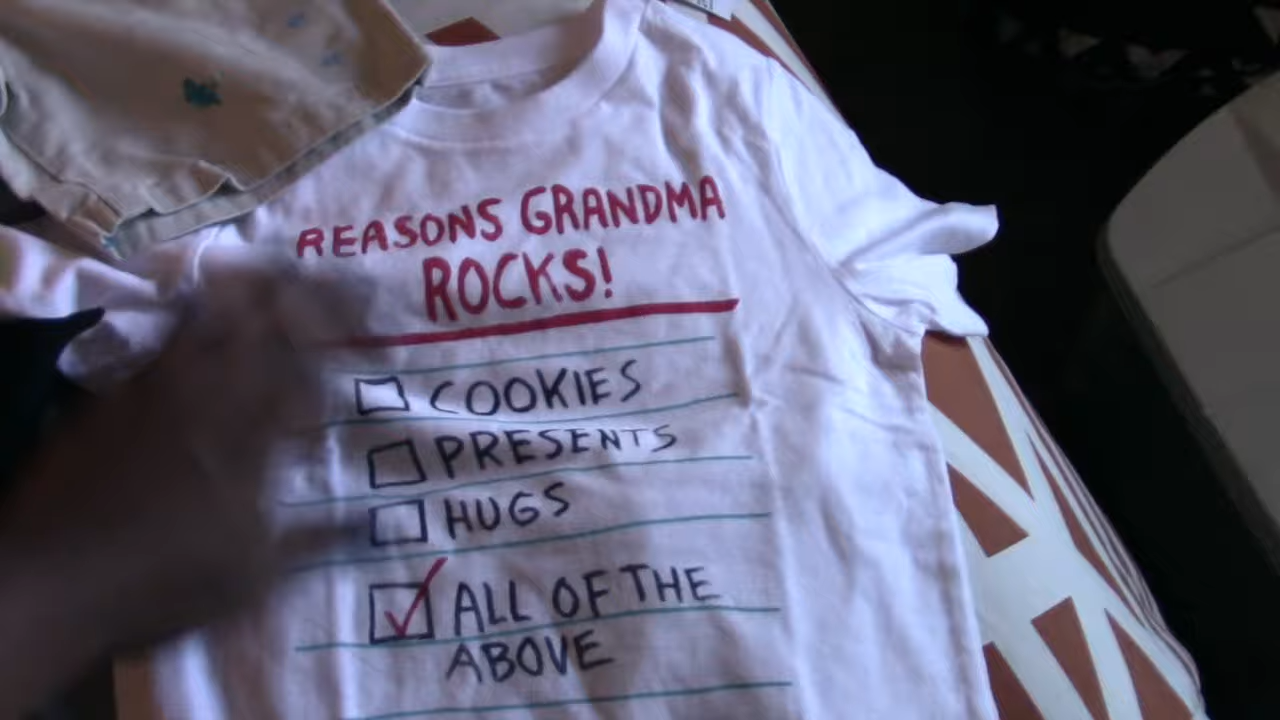 REASONS GRANDMA
ROCKS!
COOKIES
PRESENTS
HUGS
ALL OF THE
ABOVE